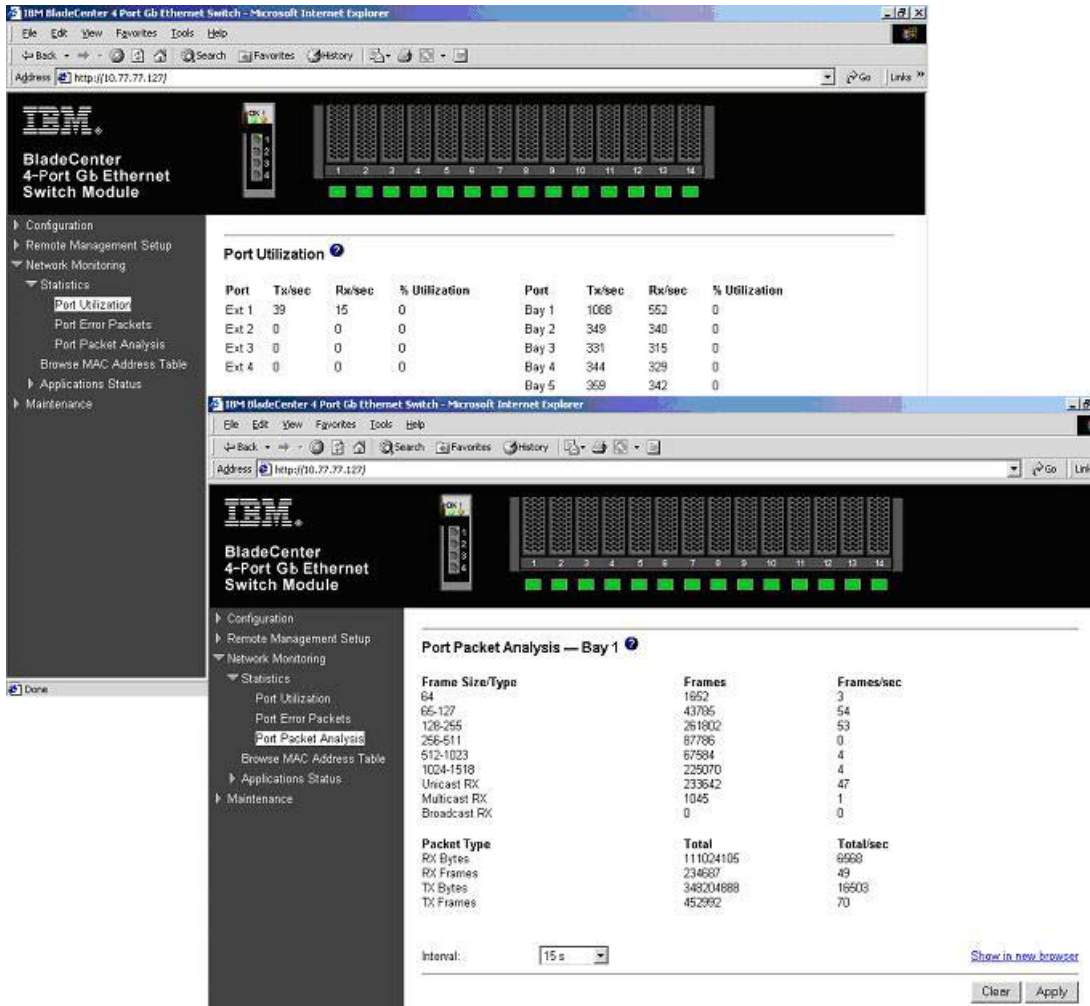 IBM BladeCenter 4 Port Gb Ethernet Switch - Microsoft Internet Explorer
File Edit View Favorites Tools Help
Back Search Favorites History
Address http://10.77.77.127/ Go Links »
IBM.
BladeCenter
4-Port Gb Ethernet
Switch Module
OK !
1
2
3
4
1 2 3 4 5 6 7 8 9 10 11 12 13 14
Configuration
Remote Management Setup
Network Monitoring
Statistics
Port Utilization
Port Error Packets
Port Packet Analysis
Browse MAC Address Table
Applications Status
Maintenance
Port Utilization ?
Port Tx/sec Rx/sec % Utilization Port Tx/sec Rx/sec % Utilization
Ext 1 39 15 0 Bay 1 1088 552 0
Ext 2 0 0 0 Bay 2 349 340 0
Ext 3 0 0 0 Bay 3 331 315 0
Ext 4 0 0 0 Bay 4 344 329 0
Bay 5 359 342 0
Done
IBM BladeCenter 4 Port Gb Ethernet Switch - Microsoft Internet Explorer
File Edit View Favorites Tools Help
Back Search Favorites History
Address http://10.77.77.127/ Go
IBM.
BladeCenter
4-Port Gb Ethernet
Switch Module
OK !
1
2
3
4
1 2 3 4 5 6 7 8 9 10 11 12 13 14
Configuration
Remote Management Setup
Network Monitoring
Statistics
Port Utilization
Port Error Packets
Port Packet Analysis
Browse MAC Address Table
Applications Status
Maintenance
Port Packet Analysis — Bay 1 ?
Frame Size/Type Frames Frames/sec
64 1652 3
65-127 43785 54
128-255 261802 53
256-511 87786 0
512-1023 67584 4
1024-1518 225070 4
Unicast RX 233642 47
Multicast RX 1045 1
Broadcast RX 0 0
Packet Type Total Total/sec
RX Bytes 111024105 6568
RX Frames 234687 49
TX Bytes 348204888 16503
TX Frames 452992 70
Interval: 15 s Show in new browser
Clear Apply